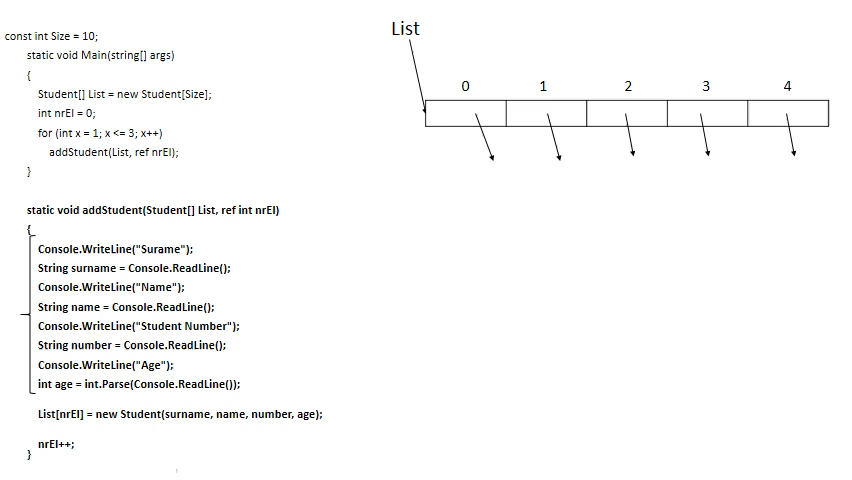 const int Size = 10;
static void Main(string[] args)
{
Student[] List = new Student[Size];
int nrEl = 0;
for (int x = 1; x <= 3; x++)
addStudent(List, ref nrEl);
}
static void addStudent(Student[] List, ref int nrEl)
{
Console.WriteLine("Surame");
String surname = Console.ReadLine();
Console.WriteLine("Name");
String name = Console.ReadLine();
Console.WriteLine("Student Number");
String number = Console.ReadLine();
Console.WriteLine("Age");
int age = int.Parse(Console.ReadLine());
List[nrEl] = new Student(surname, name, number, age);
nrEl++;
}
List
0 1 2 3 4